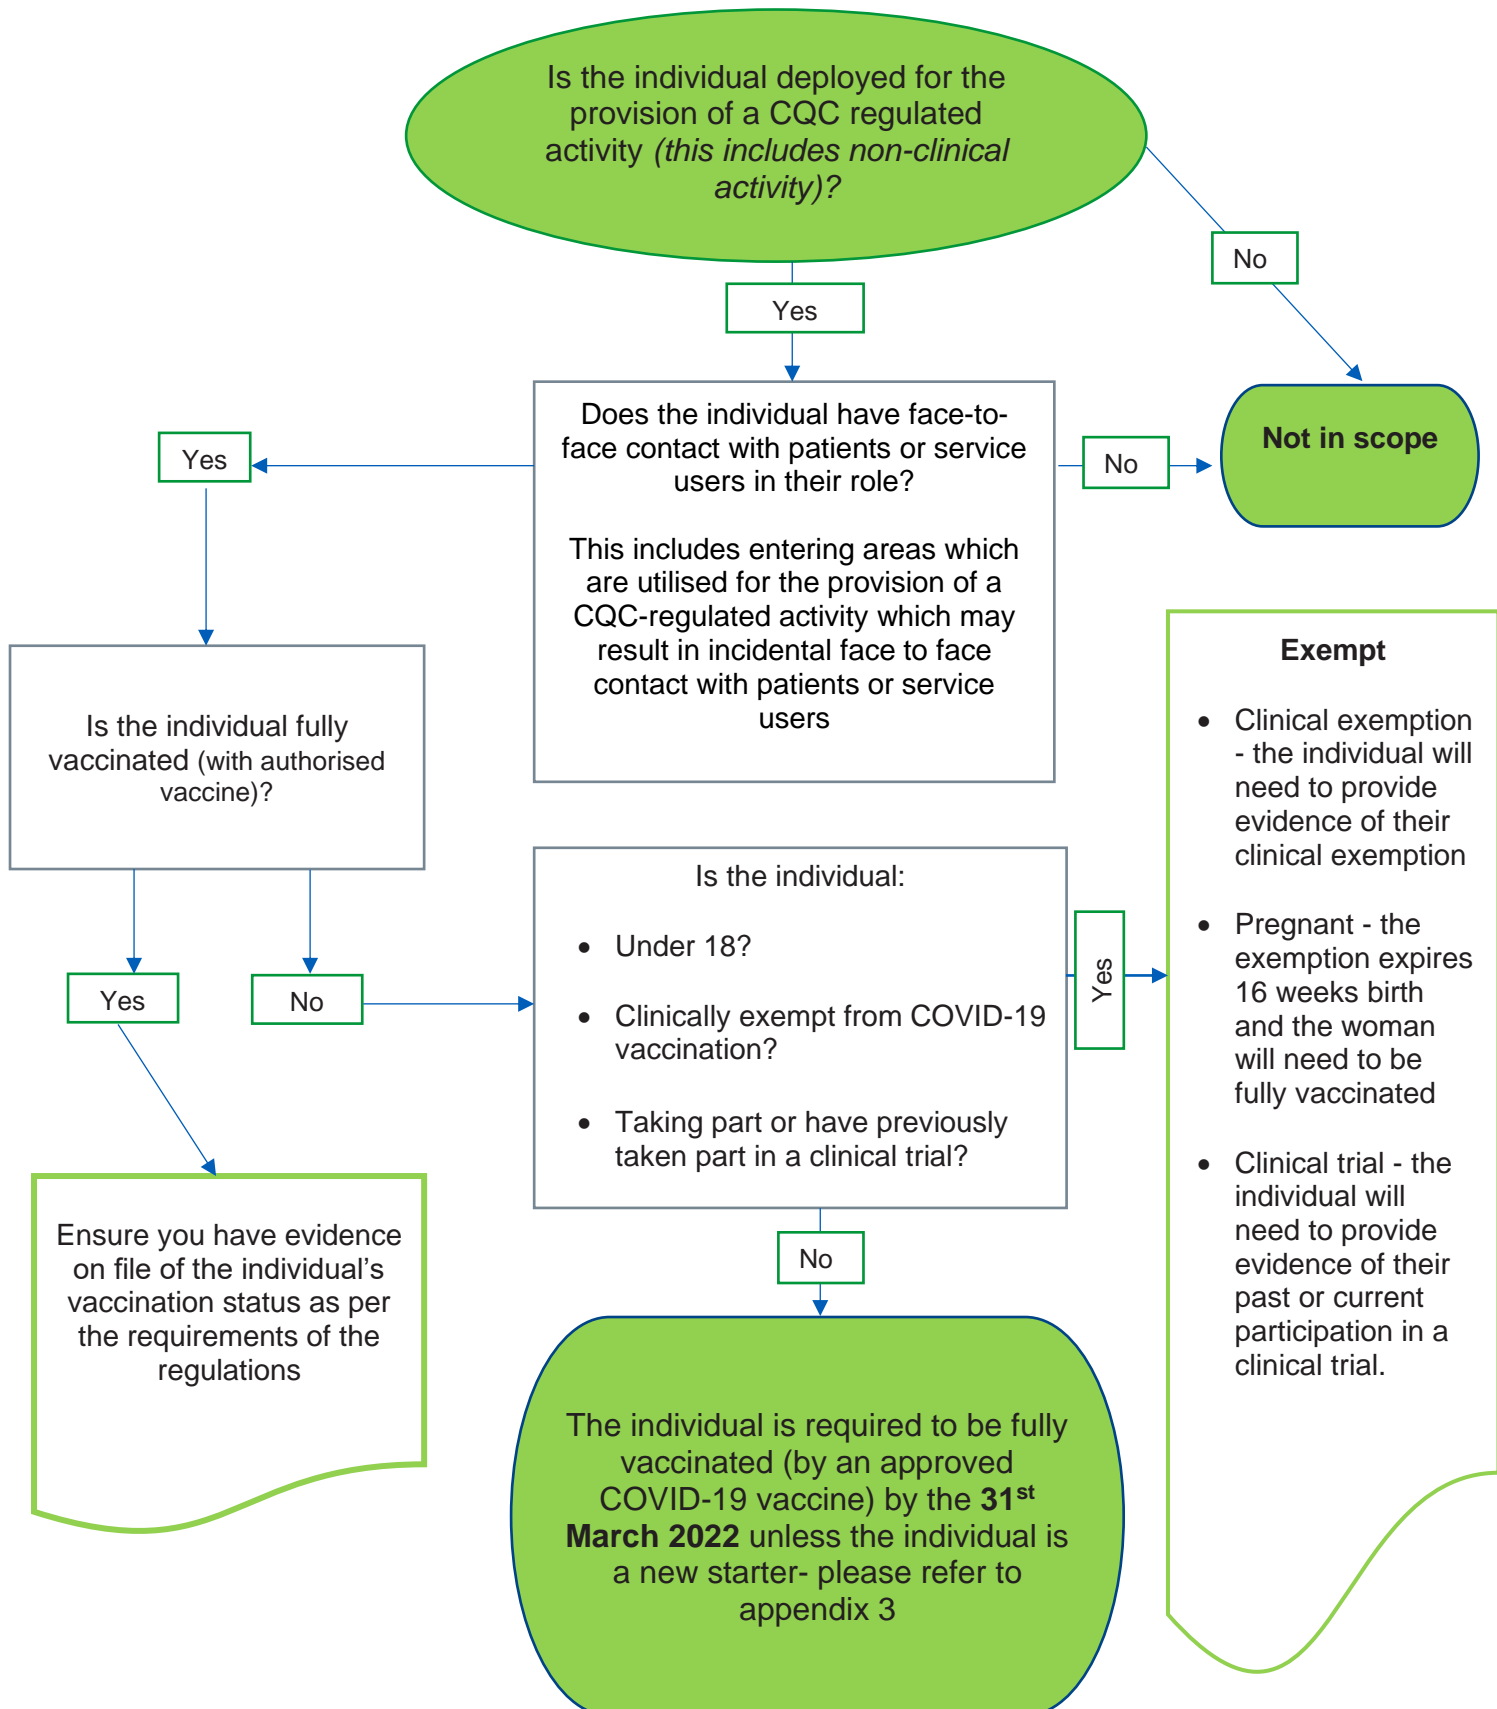 Is the individual deployed for the
provision of a CQC regulated
activity (this includes non-clinical
activity)?
No
Yes
Does the individual have face-to-
face contact with patients or service
users in their role?
This includes entering areas which
are utilised for the provision of a
CQC-regulated activity which may
result in incidental face to face
contact with patients or service
users
Yes
No
Not in scope
Is the individual fully
vaccinated (with authorised
vaccine)?
Yes
No
Is the individual:
• Under 18?
• Clinically exempt from COVID-19
vaccination?
• Taking part or have previously
taken part in a clinical trial?
Yes
Exempt
• Clinical exemption
- the individual will
need to provide
evidence of their
clinical exemption
• Pregnant - the
exemption expires
16 weeks birth
and the woman
will need to be
fully vaccinated
• Clinical trial - the
individual will
need to provide
evidence of their
past or current
participation in a
clinical trial.
Ensure you have evidence
on file of the individual’s
vaccination status as per
the requirements of the
regulations
No
The individual is required to be fully
vaccinated (by an approved
COVID-19 vaccine) by the 31st
March 2022 unless the individual is
a new starter- please refer to
appendix 3